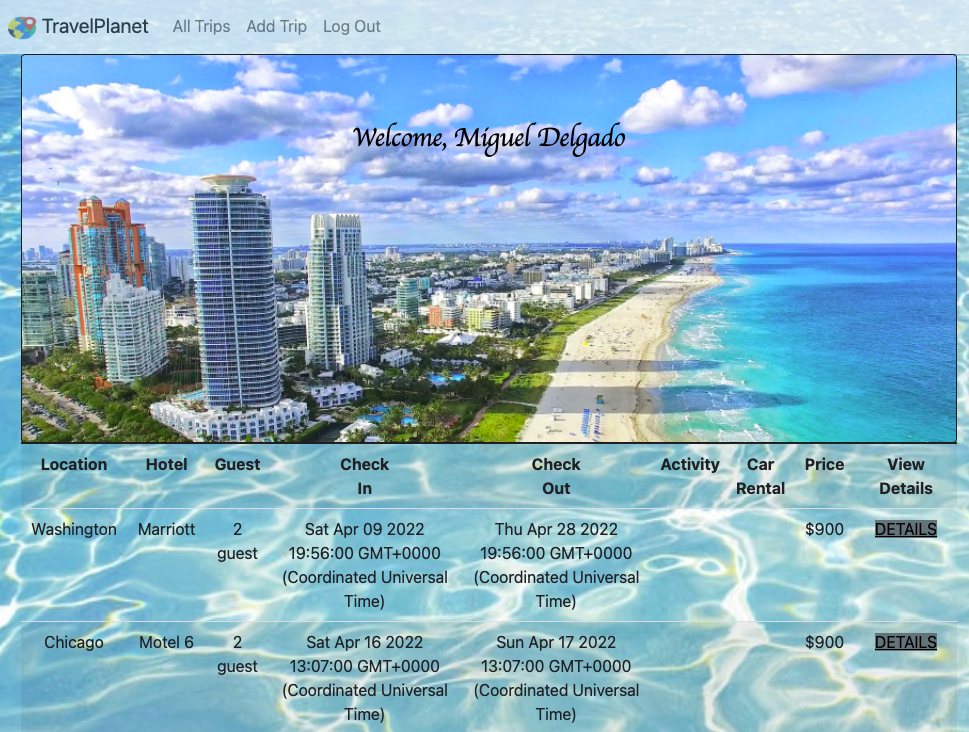 TravelPlanet All Trips Add Trip Log Out
Welcome, Miguel Delgado
Location Hotel Guest Check In Check Out Activity Car Rental Price View Details
Washington Marriott 2 guest Sat Apr 09 2022 19:56:00 GMT+0000 (Coordinated Universal Time) Thu Apr 28 2022 19:56:00 GMT+0000 (Coordinated Universal Time) $900 DETAILS
Chicago Motel 6 2 guest Sat Apr 16 2022 13:07:00 GMT+0000 (Coordinated Universal Time) Sun Apr 17 2022 13:07:00 GMT+0000 (Coordinated Universal Time) $900 DETAILS